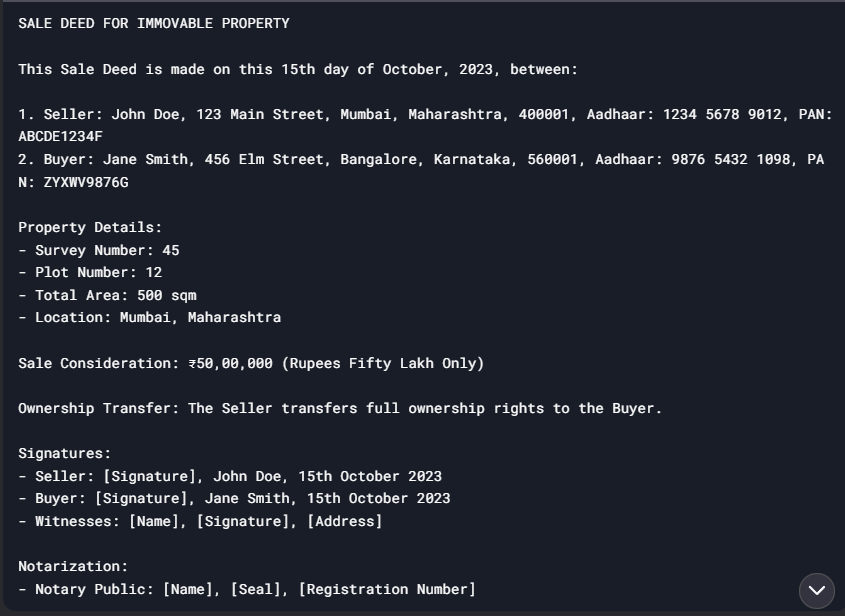 SALE DEED FOR IMMOVABLE PROPERTY
This Sale Deed is made on this 15th day of October, 2023, between:
1. Seller: John Doe, 123 Main Street, Mumbai, Maharashtra, 400001, Aadhaar: 1234 5678 9012, PAN:
ABCDE1234F
2. Buyer: Jane Smith, 456 Elm Street, Bangalore, Karnataka, 560001, Aadhaar: 9876 5432 1098, PA
N: ZYXWV9876G
Property Details:
- Survey Number: 45
- Plot Number: 12
- Total Area: 500 sqm
- Location: Mumbai, Maharashtra
Sale Consideration: ₹50,00,000 (Rupees Fifty Lakh Only)
Ownership Transfer: The Seller transfers full ownership rights to the Buyer.
Signatures:
- Seller: [Signature], John Doe, 15th October 2023
- Buyer: [Signature], Jane Smith, 15th October 2023
- Witnesses: [Name], [Signature], [Address]
Notarization:
- Notary Public: [Name], [Seal], [Registration Number]